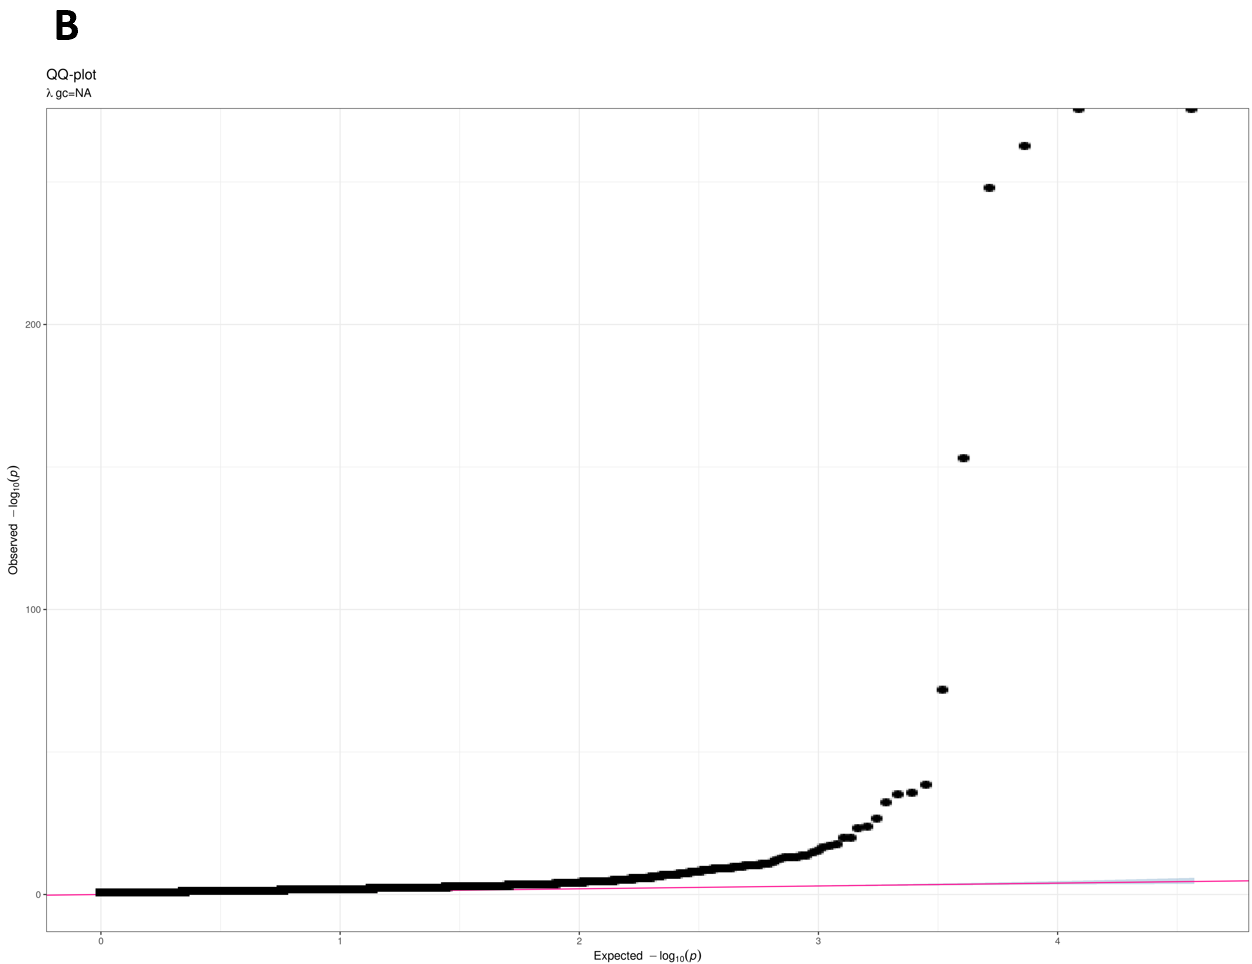 B
QQ-plot
λ gc=NA
200
100
0
Observed −log10(p)
0
1
2
3
4
Expected −log10(p)